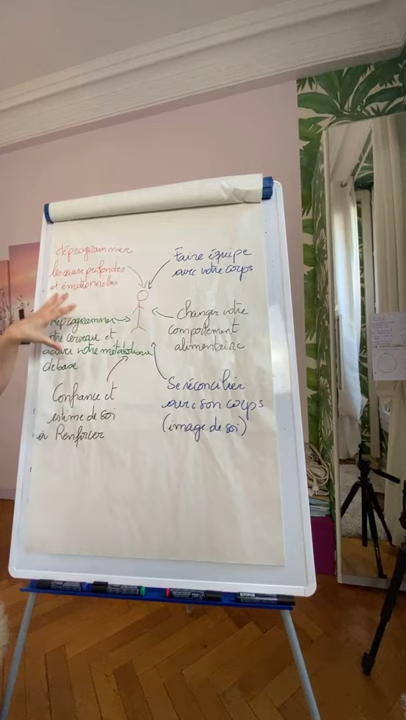 déprogrammer
les causes profondes
et émotionnelles
Faire équipe
avec votre corps
Reprogrammer
votre cerveau et
activer votre métabolisme
de base
Changer votre
comportement
alimentaire
Confiance et
estime de soi
à Renforcer
Se réconcilier
avec son corps
(image de soi)